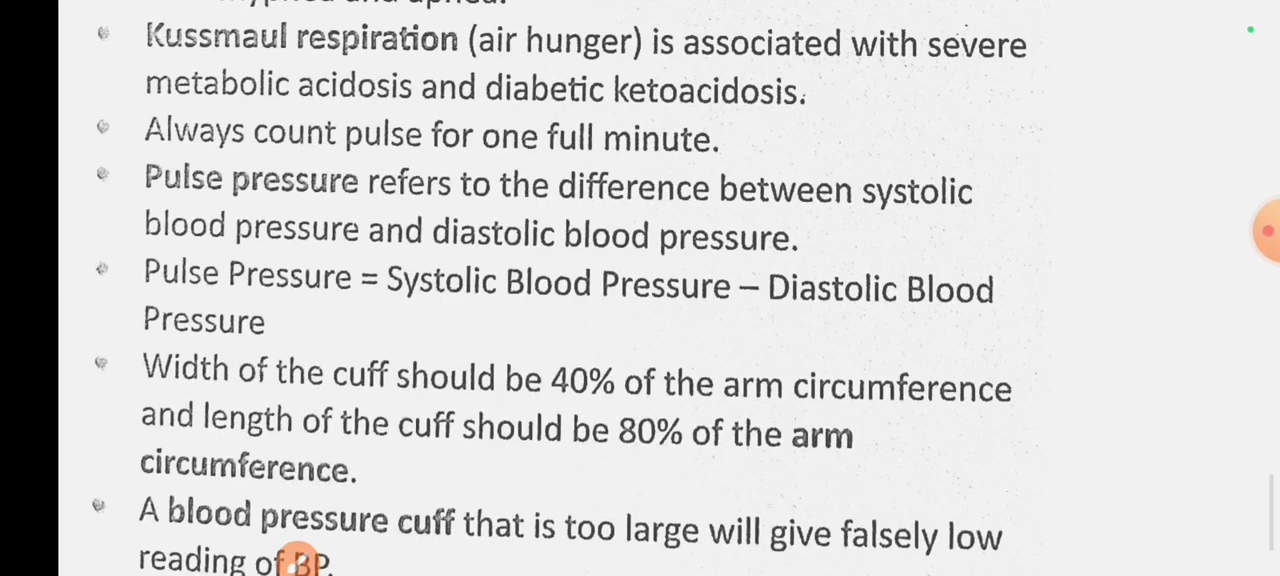 Kussmaul respiration (air hunger) is associated with severe
metabolic acidosis and diabetic ketoacidosis.
Always count pulse for one full minute.
Pulse pressure refers to the difference between systolic
blood pressure and diastolic blood pressure.
Pulse Pressure = Systolic Blood Pressure – Diastolic Blood
Pressure
Width of the cuff should be 40% of the arm circumference
and length of the cuff should be 80% of the arm
circumference.
A blood pressure cuff that is too large will give falsely low
reading of BP.